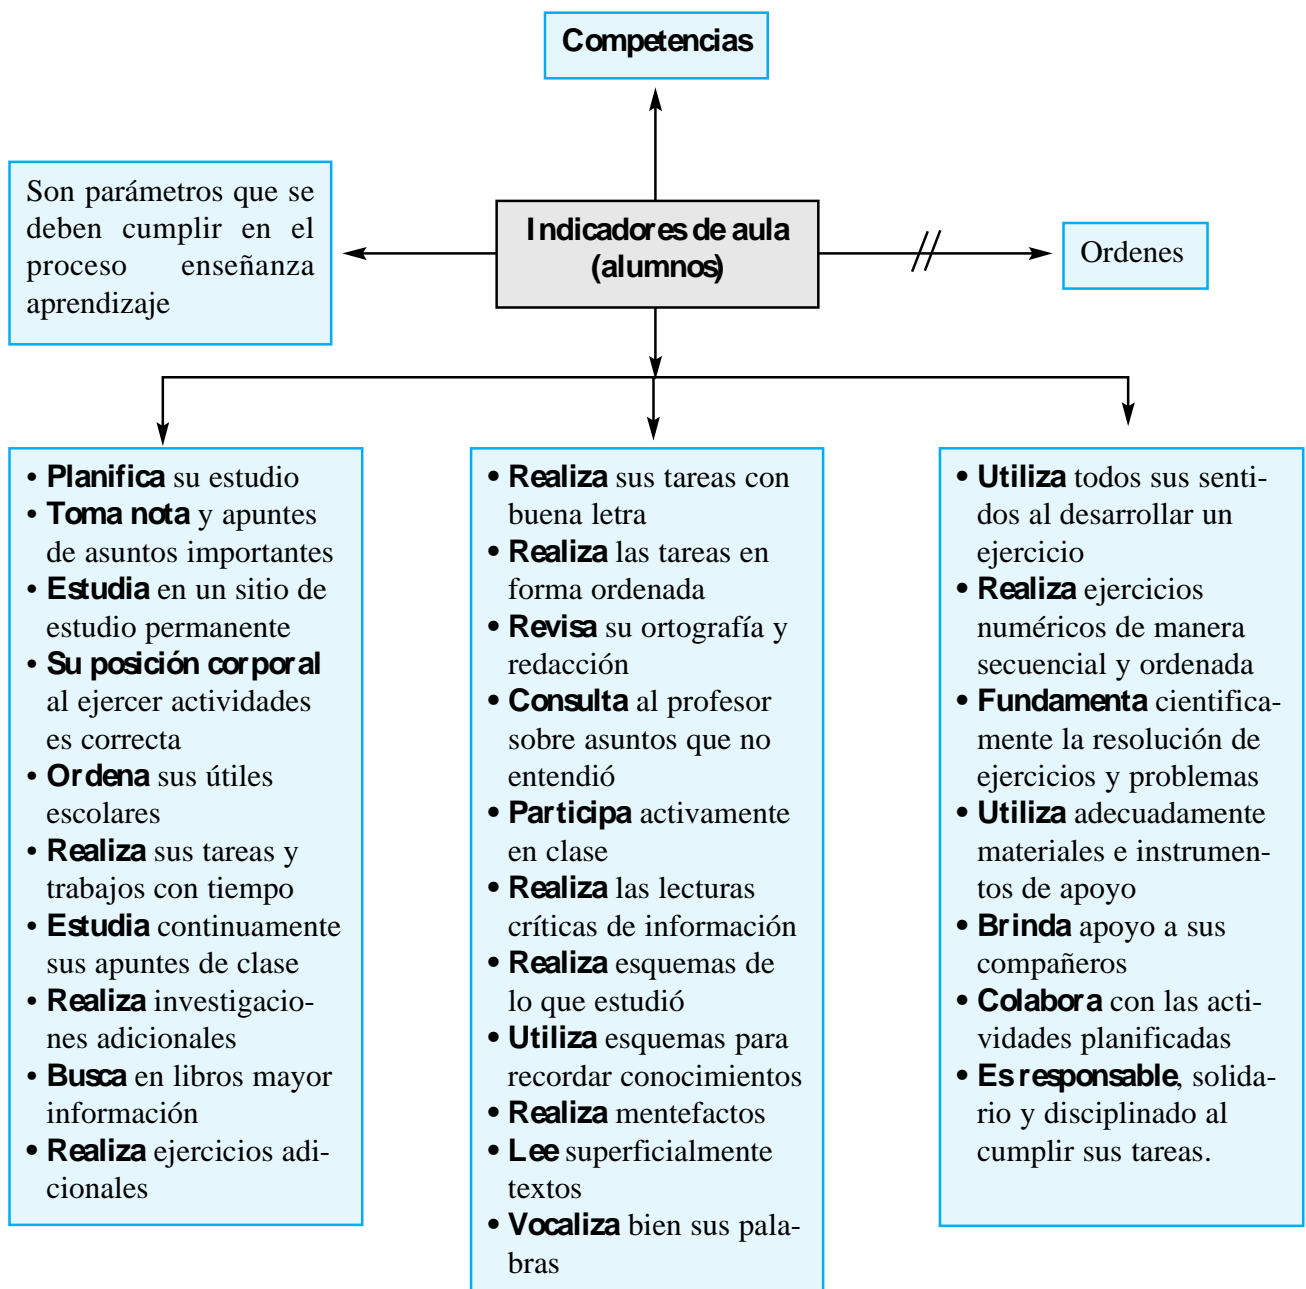 Competencias
Son parámetros que se
deben cumplir en el
proceso enseñanza
aprendizaje
Indicadores de aula
(alumnos)
Ordenes
• Planifica su estudio
• Toma nota y apuntes
de asuntos importantes
• Estudia en un sitio de
estudio permanente
• Su posición corporal
al ejercer actividades
es correcta
• Ordena sus útiles
escolares
• Realiza sus tareas y
trabajos con tiempo
• Estudia continuamente
sus apuntes de clase
• Realiza investigacio-
nes adicionales
• Busca en libros mayor
información
• Realiza ejercicios adi-
cionales
• Realiza sus tareas con
buena letra
• Realiza las tareas en
forma ordenada
• Revisa su ortografía y
redacción
• Consulta al profesor
sobre asuntos que no
entendió
• Participa activamente
en clase
• Realiza las lecturas
críticas de información
• Realiza esquemas de
lo que estudió
• Utiliza esquemas para
recordar conocimientos
• Realiza mentefactos
• Lee superficialmente
textos
• Vocaliza bien sus pala-
bras
• Utiliza todos sus senti-
dos al desarrollar un
ejercicio
• Realiza ejercicios
numéricos de manera
secuencial y ordenada
• Fundamenta cientifica-
mente la resolución de
ejercicios y problemas
• Utiliza adecuadamente
materiales e instrumen-
tos de apoyo
• Brinda apoyo a sus
compañeros
• Colabora con las acti-
vidades planificadas
• Es responsable, solida-
rio y disciplinado al
cumplir sus tareas.